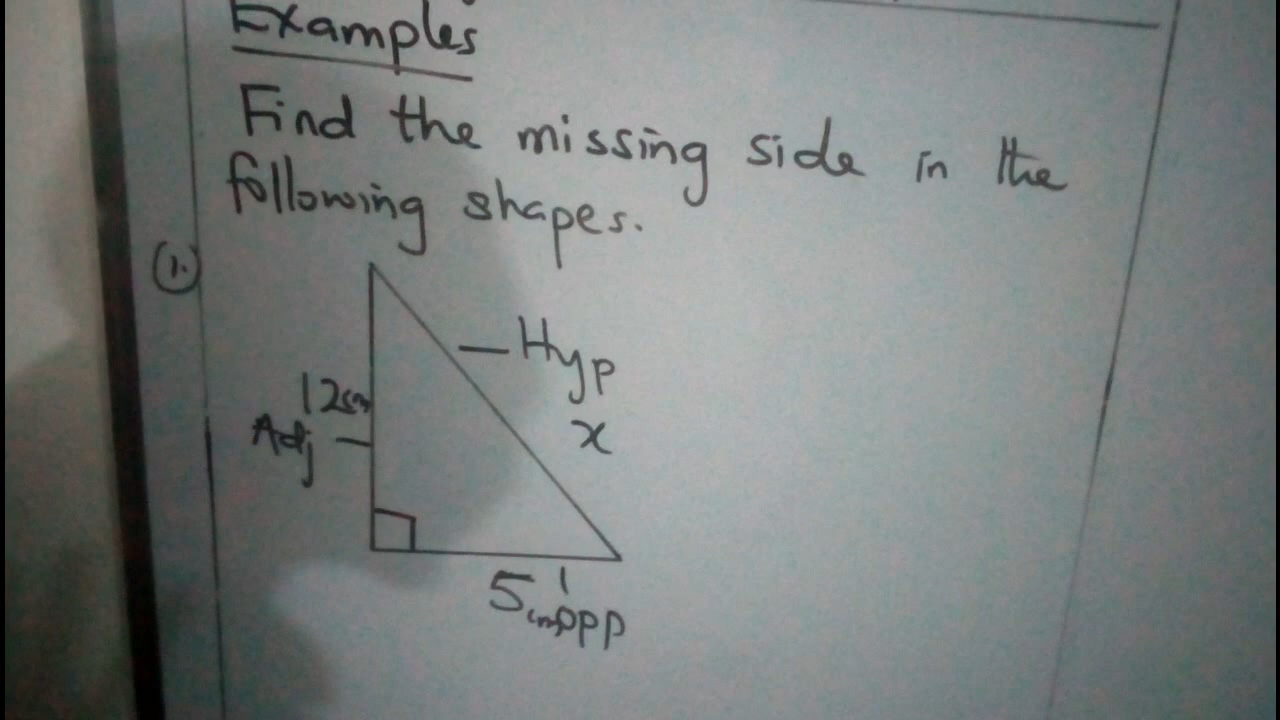 Examples
Find the missing side in the
following shapes.
1.
Hyp
12cm
Adj
x
5cm
opp